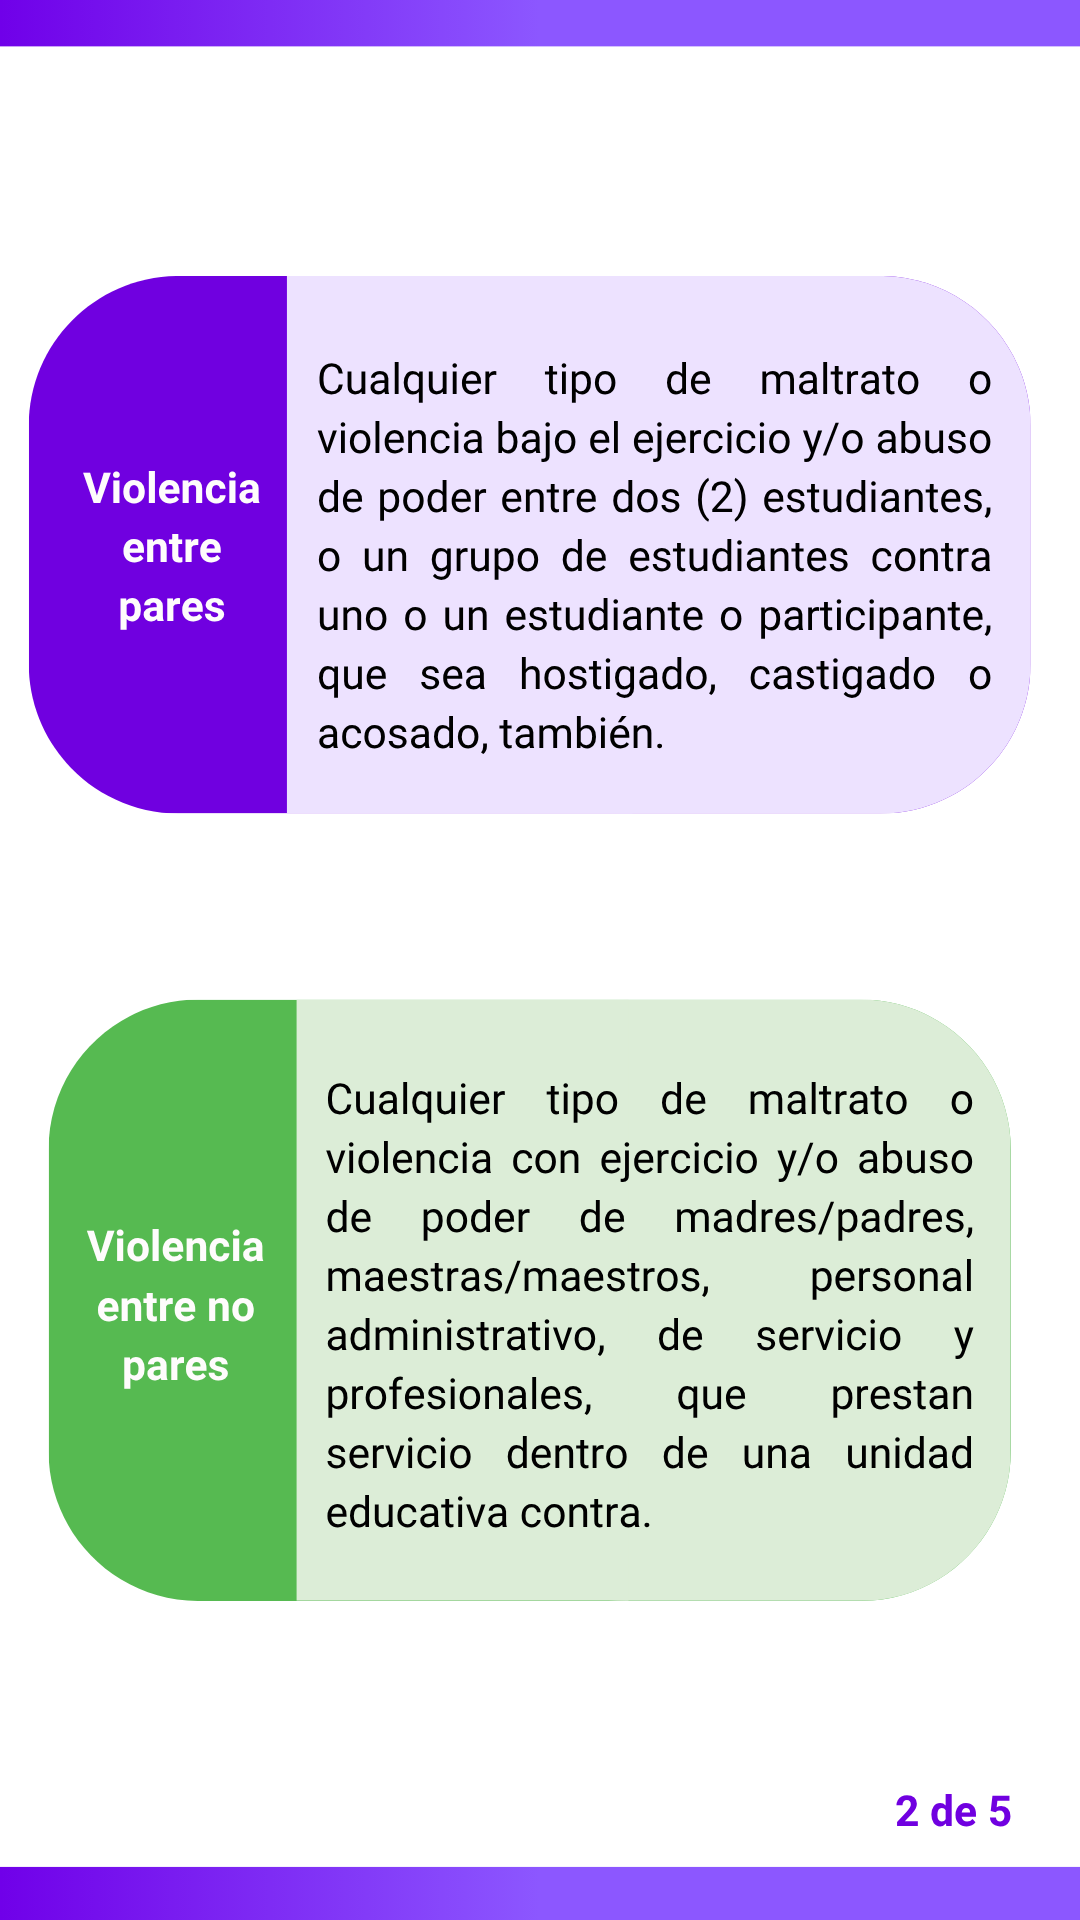 Violencia
entre
pares
Cualquier tipo de maltrato o
violencia bajo el ejercicio y/o abuso
de poder entre dos (2) estudiantes,
o un grupo de estudiantes contra
uno o un estudiante o participante,
que sea hostigado, castigado o
acosado, también.
Violencia
entre no
pares
Cualquier tipo de maltrato o
violencia con ejercicio y/o abuso
de poder de madres/padres,
maestras/maestros, personal
administrativo, de servicio y
profesionales, que prestan
servicio dentro de una unidad
educativa contra.
2 de 5